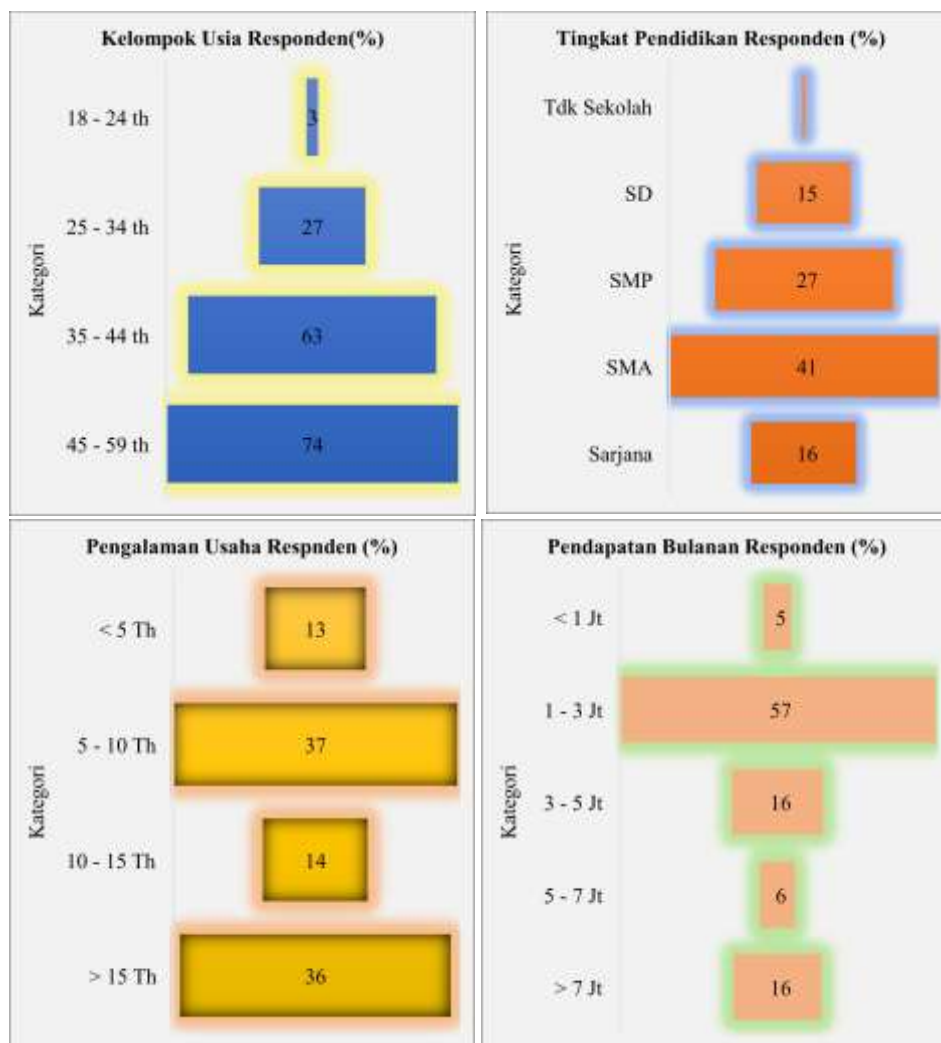 Kelompok Usia Responden(%)
Kategori
18 - 24 th
3
25 - 34 th
27
35 - 44 th
63
45 - 59 th
74
Tingkat Pendidikan Responden (%)
Kategori
Tdk Sekolah
SD
15
SMP
27
SMA
41
Sarjana
16
Pengalaman Usaha Respnden (%)
Kategori
< 5 Th
13
5 - 10 Th
37
10 - 15 Th
14
> 15 Th
36
Pendapatan Bulanan Responden (%)
Kategori
< 1 Jt
5
1 - 3 Jt
57
3 - 5 Jt
16
5 - 7 Jt
6
> 7 Jt
16